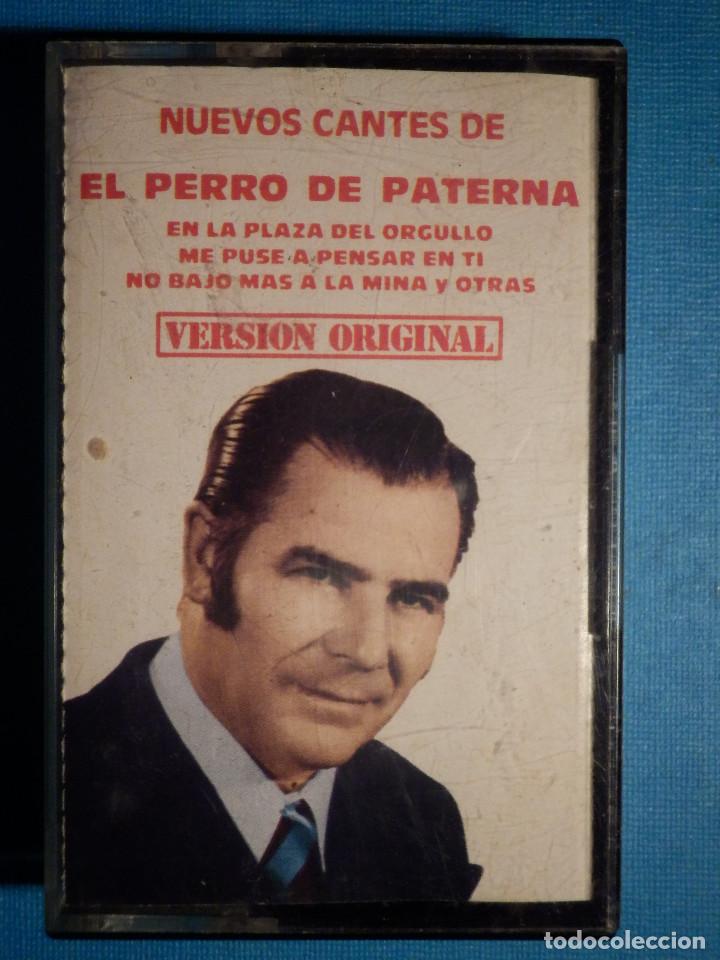 NUEVOS CANTES DE
EL PERRO DE PATERNA
EN LA PLAZA DEL ORGULLO
ME PUSE A PENSAR EN TI
NO BAJO MAS A LA MINA y OTRAS
VERSION ORIGINAL
todocoleccion.net